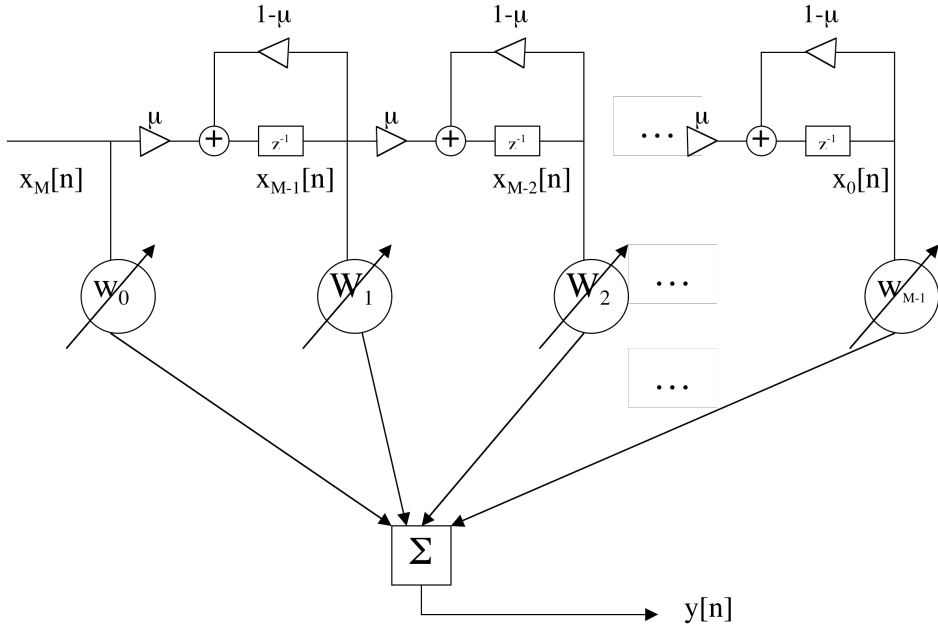 1-μ 1-μ 1-μ
μ + z⁻¹ μ + z⁻¹ ... μ + z⁻¹
x_M[n] x_{M-1}[n] x_{M-2}[n] x_0[n]
w_0 w_1 w_2 ... w_{M-1}
...
Σ
y[n]